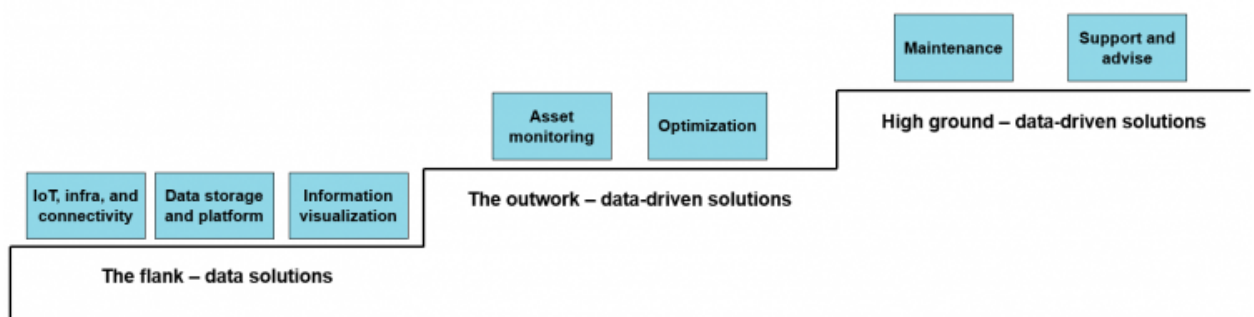 Maintenance
Support and
advise
High ground – data-driven solutions
Asset
monitoring
Optimization
The outwork – data-driven solutions
IoT, infra, and
connectivity
Data storage
and platform
Information
visualization
The flank – data solutions